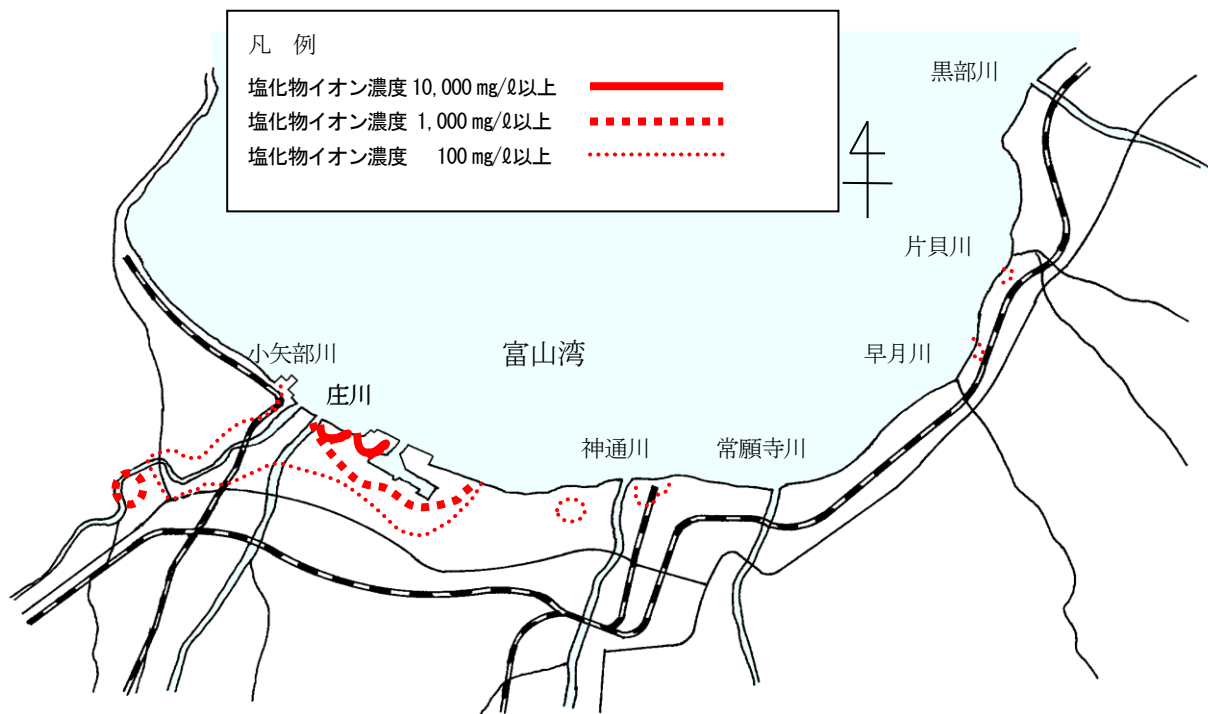 凡 例
塩化物イオン濃度 10,000 mg/ℓ以上
塩化物イオン濃度 1,000 mg/ℓ以上
塩化物イオン濃度 100 mg/ℓ以上
黒部川
片貝川
早月川
富山湾
小矢部川
庄川
神通川
常願寺川